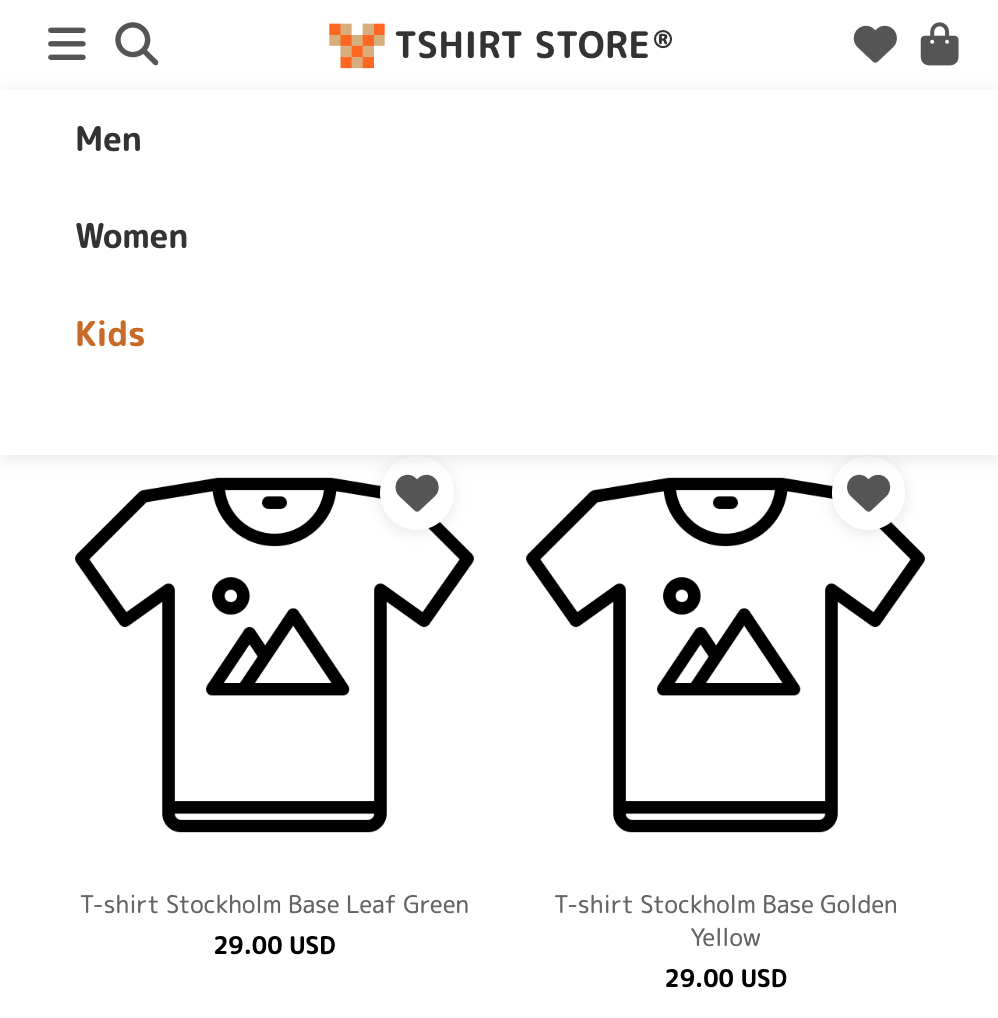 TSHIRT STORE®
Men
Women
Kids
T-shirt Stockholm Base Leaf Green
29.00 USD
T-shirt Stockholm Base Golden
Yellow
29.00 USD